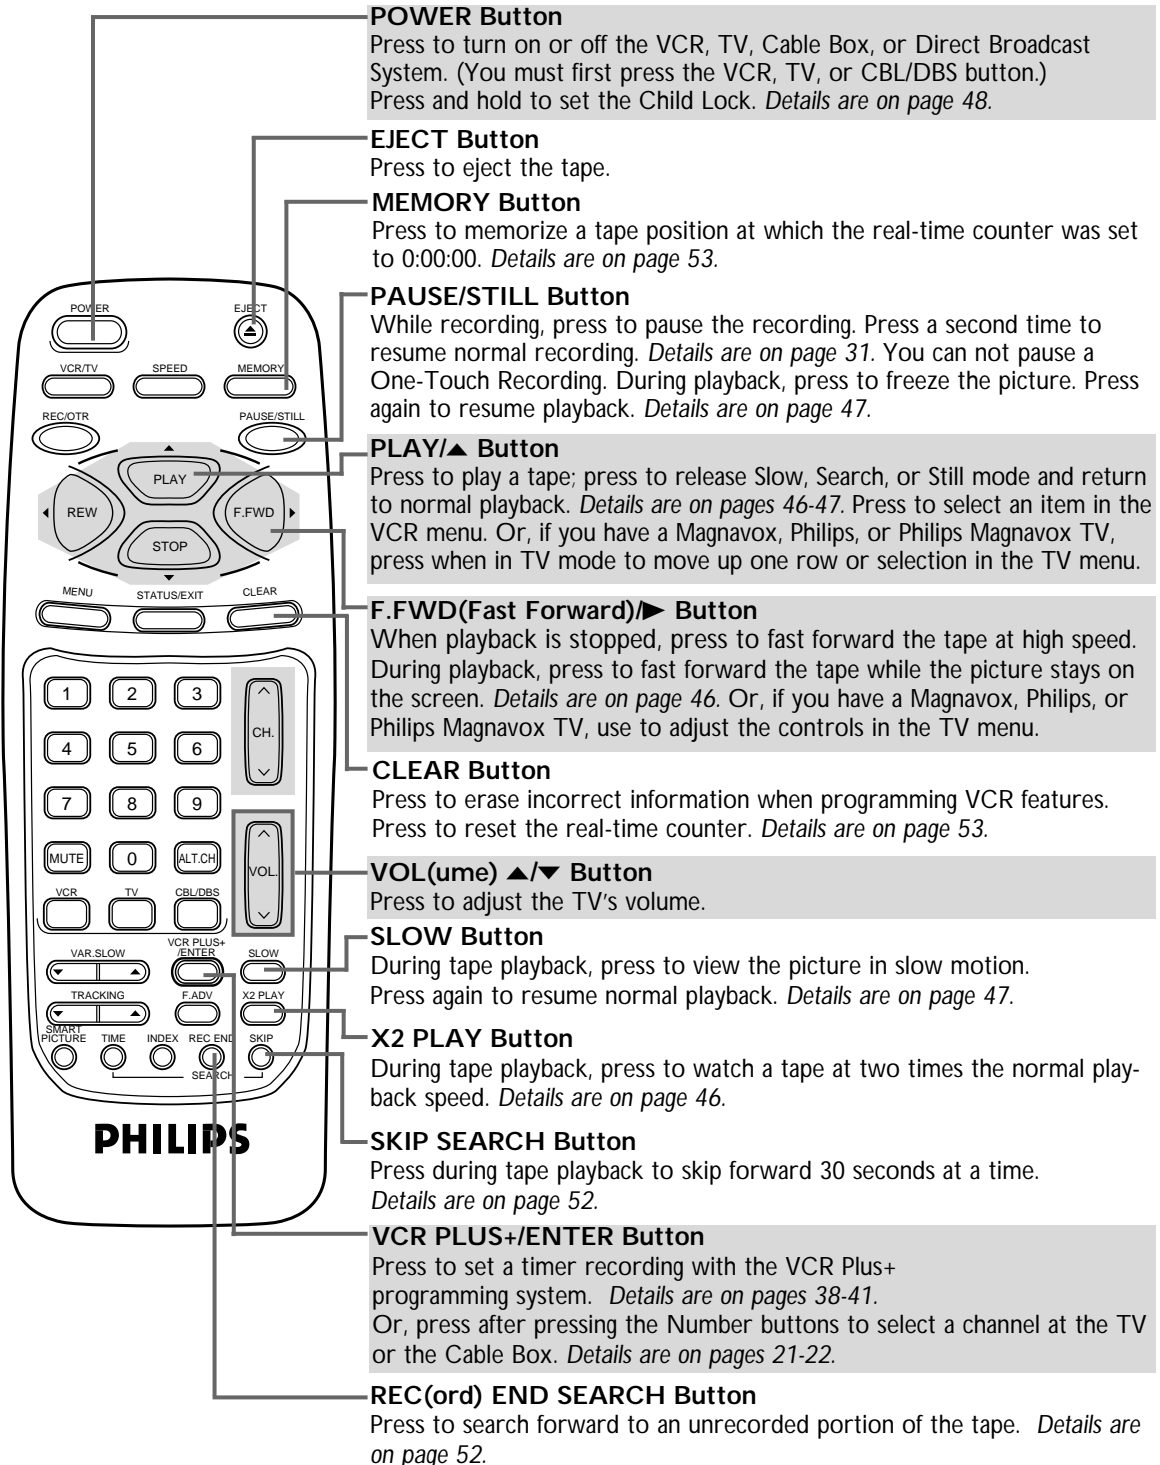 POWER Button
Press to turn on or off the VCR, TV, Cable Box, or Direct Broadcast
System. (You must first press the VCR, TV, or CBL/DBS button.)
Press and hold to set the Child Lock. Details are on page 48.
EJECT Button
Press to eject the tape.
MEMORY Button
Press to memorize a tape position at which the real-time counter was set
to 0:00:00. Details are on page 53.
PAUSE/STILL Button
While recording, press to pause the recording. Press a second time to
resume normal recording. Details are on page 31. You can not pause a
One-Touch Recording. During playback, press to freeze the picture. Press
again to resume playback. Details are on page 47.
PLAY/▲ Button
Press to play a tape; press to release Slow, Search, or Still mode and return
to normal playback. Details are on pages 46-47. Press to select an item in the
VCR menu. Or, if you have a Magnavox, Philips, or Philips Magnavox TV,
press when in TV mode to move up one row or selection in the TV menu.
F.FWD(Fast Forward)/▶ Button
When playback is stopped, press to fast forward the tape at high speed.
During playback, press to fast forward the tape while the picture stays on
the screen. Details are on page 46. Or, if you have a Magnavox, Philips, or
Philips Magnavox TV, use to adjust the controls in the TV menu.
CLEAR Button
Press to erase incorrect information when programming VCR features.
Press to reset the real-time counter. Details are on page 53.
VOL(ume) ▲/▼ Button
Press to adjust the TV's volume.
SLOW Button
During tape playback, press to view the picture in slow motion.
Press again to resume normal playback. Details are on page 47.
X2 PLAY Button
During tape playback, press to watch a tape at two times the normal play-
back speed. Details are on page 46.
SKIP SEARCH Button
Press during tape playback to skip forward 30 seconds at a time.
Details are on page 52.
VCR PLUS+/ENTER Button
Press to set a timer recording with the VCR Plus+
programming system. Details are on pages 38-41.
Or, press after pressing the Number buttons to select a channel at the TV
or the Cable Box. Details are on pages 21-22.
REC(ord) END SEARCH Button
Press to search forward to an unrecorded portion of the tape. Details are
on page 52.
POWER EJECT
VCR/TV SPEED MEMORY
REC/OTR PAUSE/STILL
PLAY
REW F.FWD
STOP
MENU STATUS/EXIT CLEAR
1 2 3
CH.
4 5 6
7 8 9
MUTE 0 ALT.CH
VOL.
VCR TV CBL/DBS
VAR.SLOW VCR PLUS+
/ENTER SLOW
TRACKING F.ADV X2 PLAY
SMART
PICTURE TIME INDEX REC END SKIP
SEARCH
PHILIPS